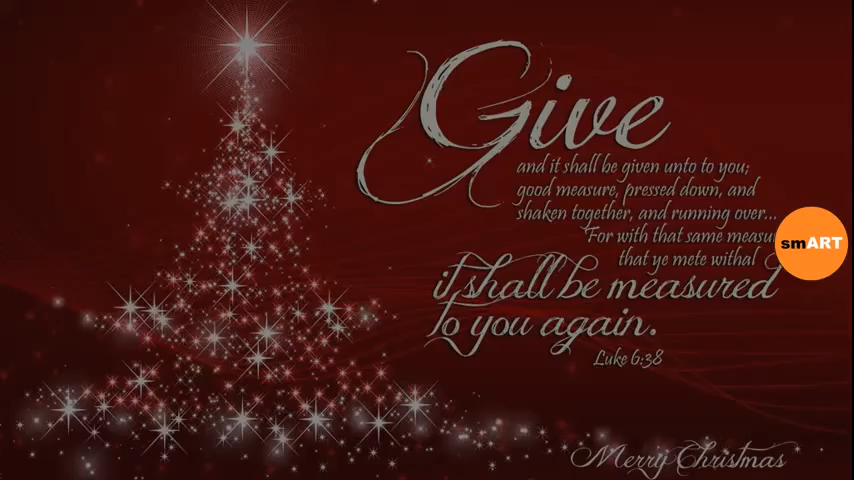 Give
and it shall be given unto to you;
good measure, pressed down, and
shaken together, and running over...
For with that same measu
that ye mete withal
it shall be measured
to you again.
Luke 6:38
smART
Merry Christmas